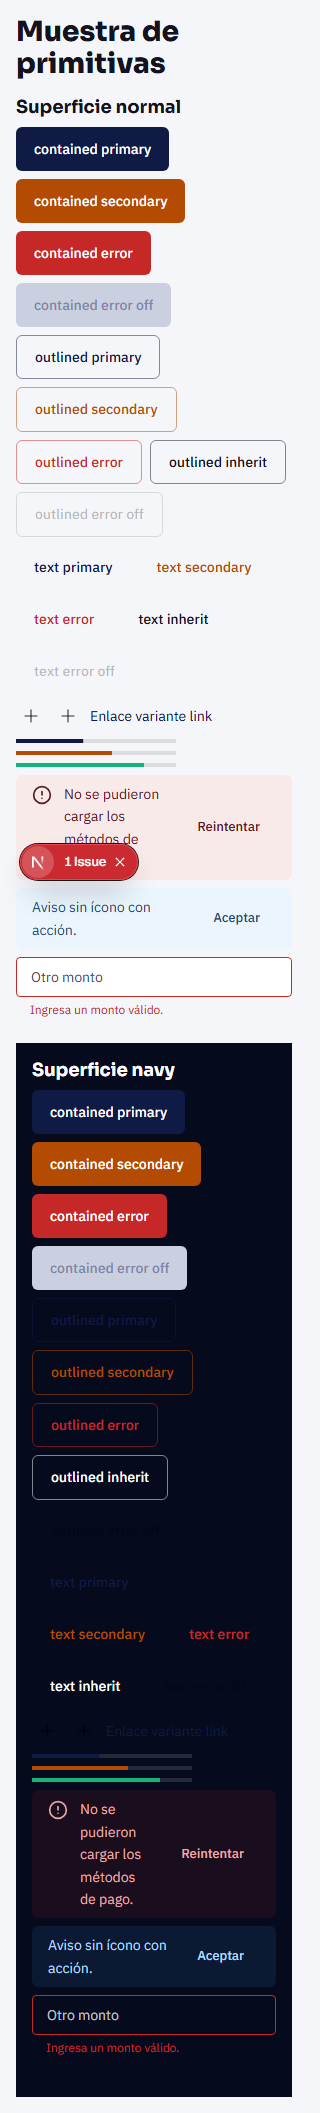 Muestra de
primitivas
Superficie normal
contained primary
contained secondary
contained error
contained error off
outlined primary
outlined secondary
outlined error
outlined inherit
outlined error off
text primary
text secondary
text error
text inherit
text error off
Enlace variante link
No se pudieron
cargar los
métodos de
Reintentar
N 1 Issue
Aviso sin ícono con
acción.
Aceptar
Otro monto
Ingresa un monto válido.
Superficie navy
contained primary
contained secondary
contained error
contained error off
outlined primary
outlined secondary
outlined error
outlined inherit
outlined error off
text primary
text secondary
text error
text inherit
Enlace variante link
No se
pudieron
cargar los
métodos
de pago.
Reintentar
Aviso sin ícono con
acción.
Aceptar
Otro monto
Ingresa un monto válido.